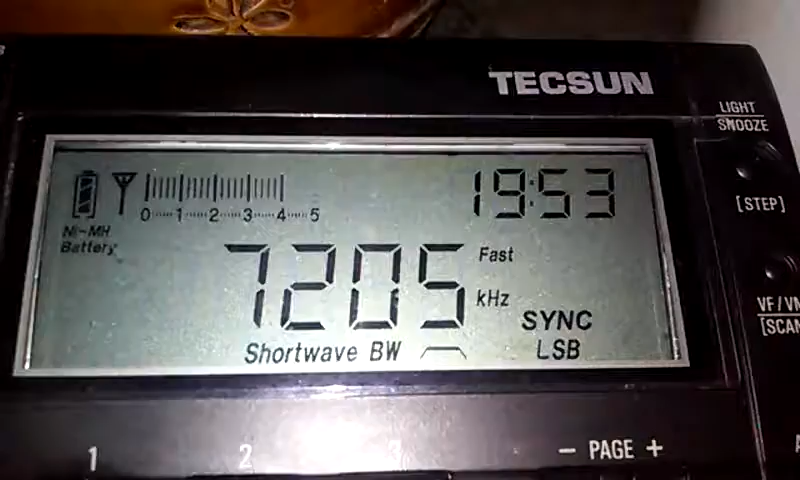 TECSUN
LIGHT
SNOOZE
19:53
0 1 2 3 4 5
[STEP]
Ni-MH
Battery
7205
Fast
kHz
VF / VM
[SCAN
SYNC
Shortwave BW
LSB
1
2
3
– PAGE +